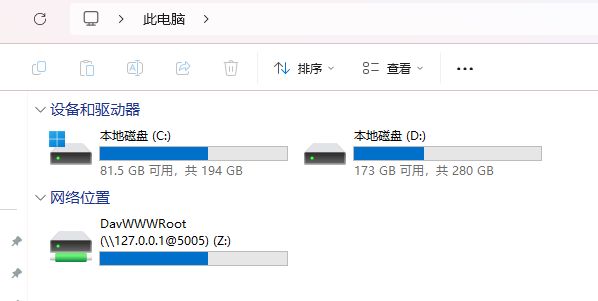 此电脑
排序
查看
设备和驱动器
本地磁盘 (C:)
81.5 GB 可用，共 194 GB
本地磁盘 (D:)
173 GB 可用，共 280 GB
网络位置
DavWWWRoot
(\\127.0.0.1@5005) (Z:)